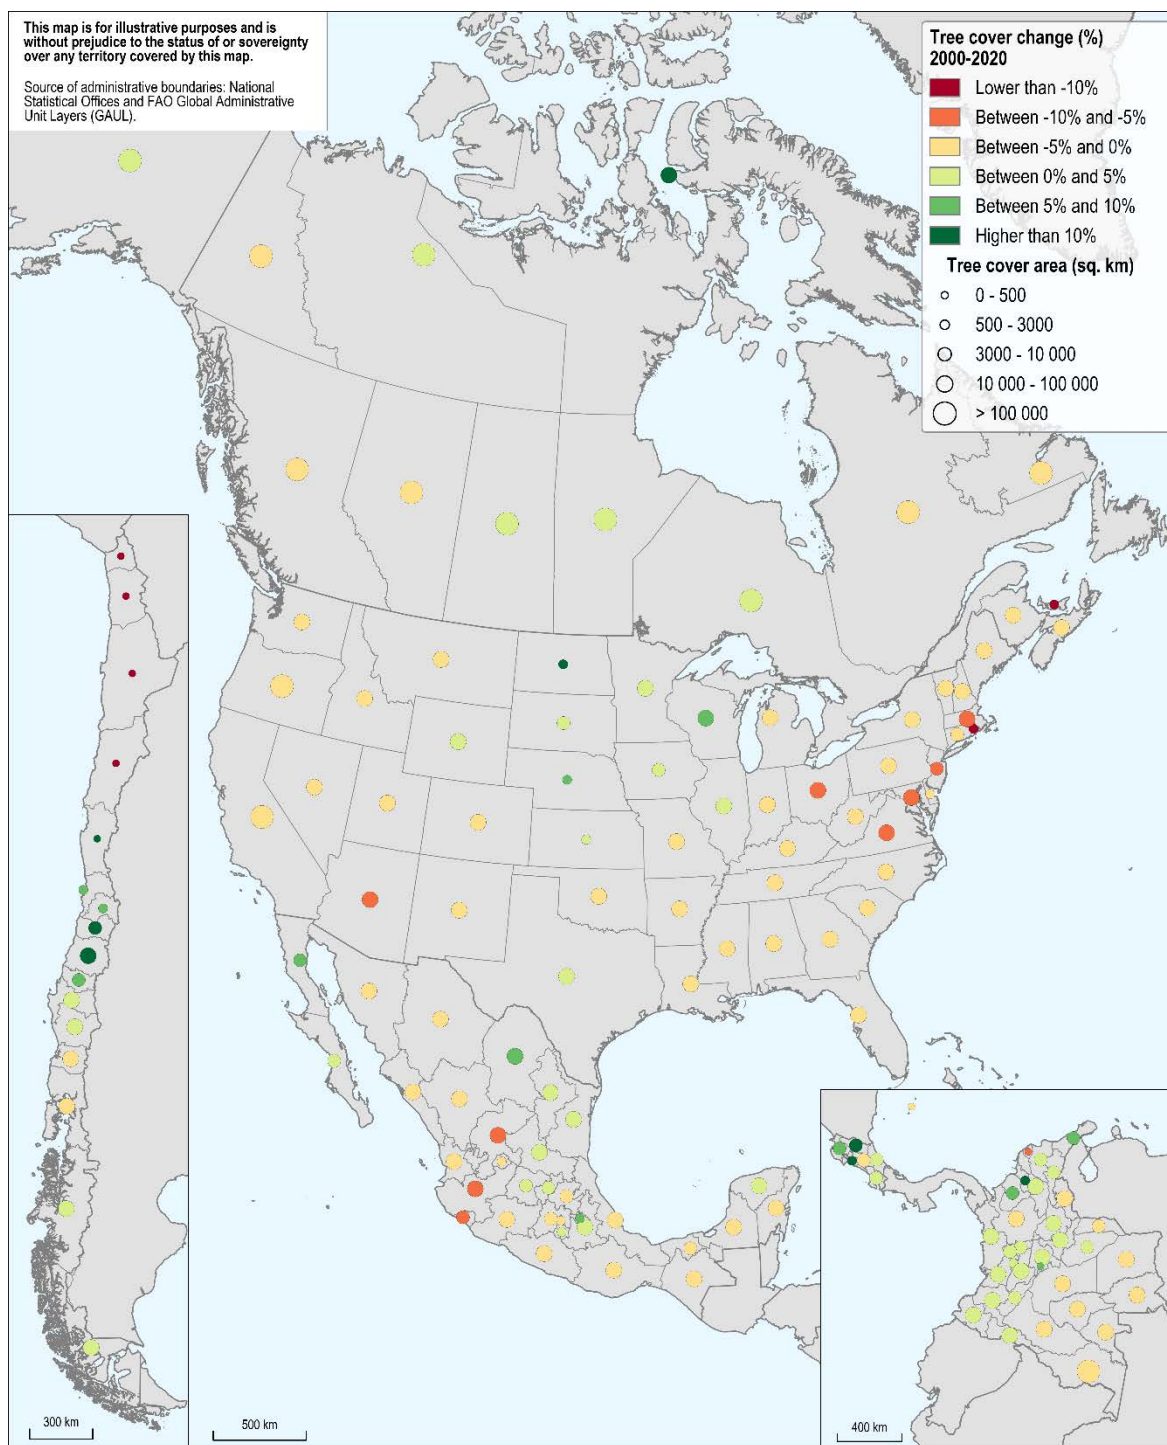 This map is for illustrative purposes and is
without prejudice to the status of or sovereignty
over any territory covered by this map.
Source of administrative boundaries: National
Statistical Offices and FAO Global Administrative
Unit Layers (GAUL).
Tree cover change (%)
2000-2020
Lower than -10%
Between -10% and -5%
Between -5% and 0%
Between 0% and 5%
Between 5% and 10%
Higher than 10%
Tree cover area (sq. km)
0 - 500
500 - 3000
3000 - 10 000
10 000 - 100 000
> 100 000
300 km
500 km
400 km